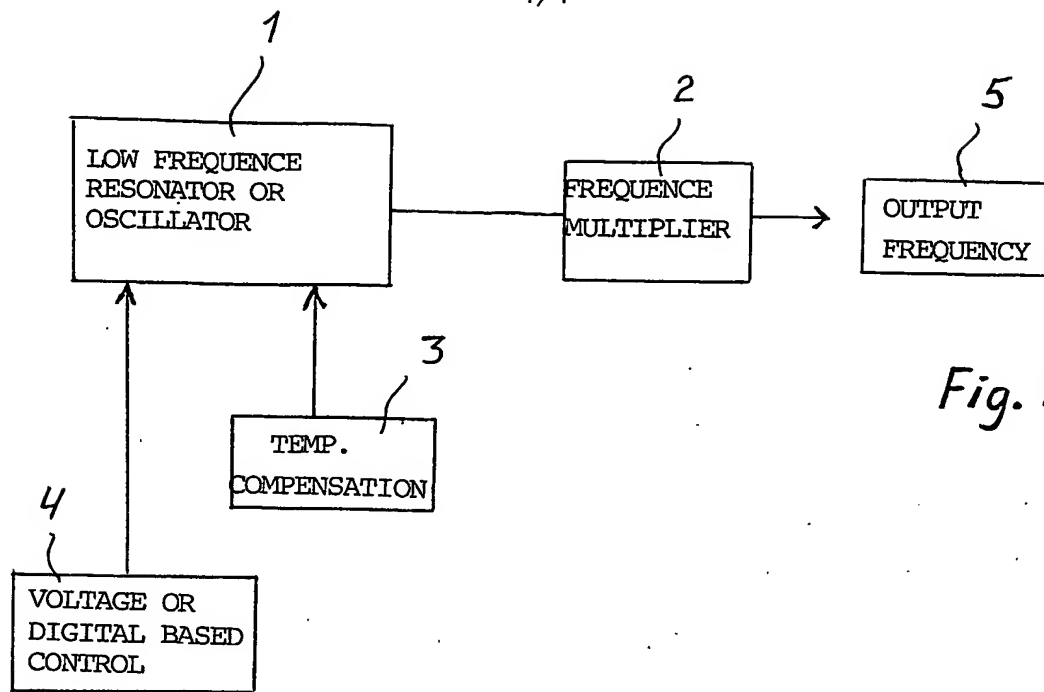 1
2
5
LOW FREQUENCE
RESONATOR OR
OSCILLATOR
FREQUENCE
MULTIPLIER
OUTPUT
FREQUENCY
3
Fig.
TEMP.
COMPENSATION
4
VOLTAGE OR
DIGITAL BASED
CONTROL